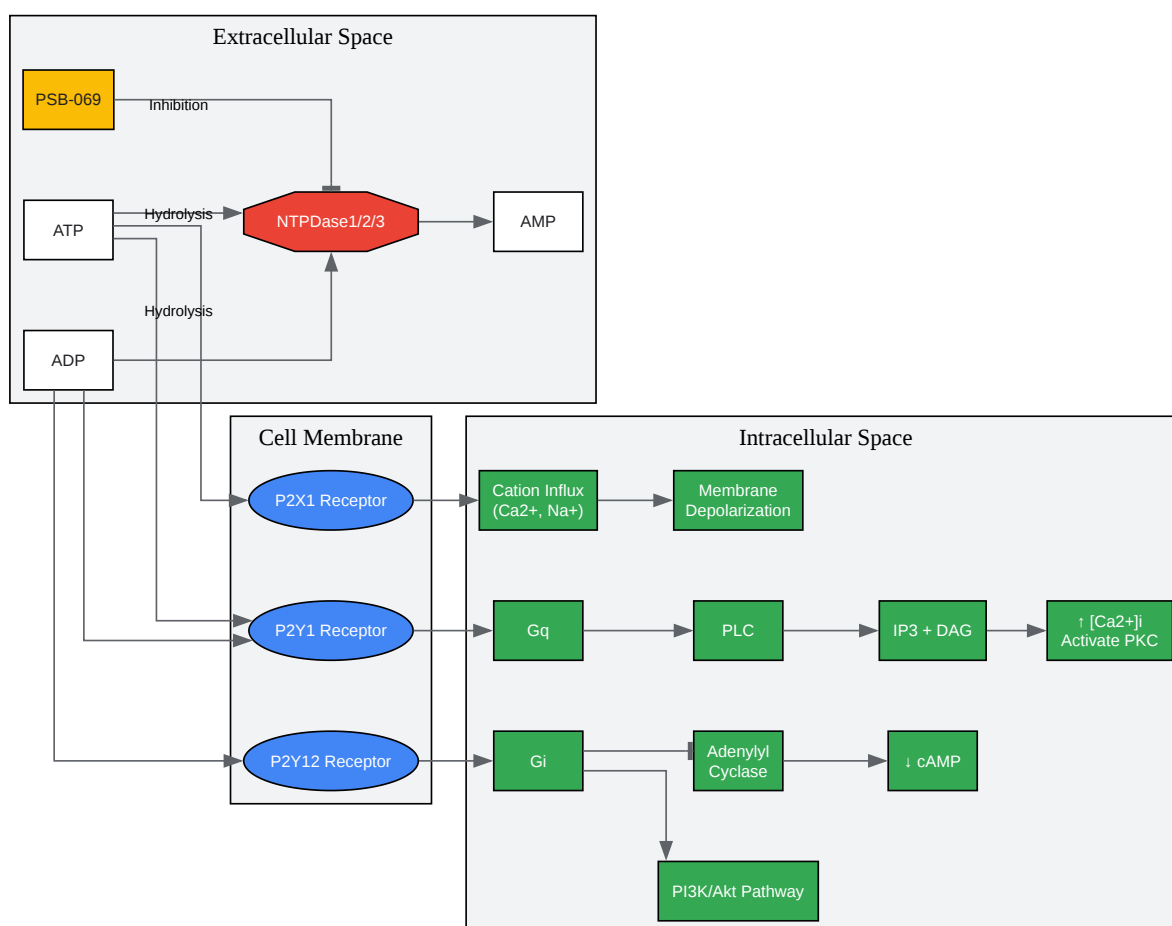 Extracellular Space
PSB-069
Inhibition
ATP
Hydrolysis
NTPDase1/2/3
AMP
Hydrolysis
ADP
Cell Membrane
Intracellular Space
P2X1 Receptor
Cation Influx
(Ca2+, Na+)
Membrane
Depolarization
P2Y1 Receptor
Gq
PLC
IP3 + DAG
↑ [Ca2+]i
Activate PKC
P2Y12 Receptor
Gi
Adenylyl
Cyclase
↓ cAMP
PI3K/Akt Pathway